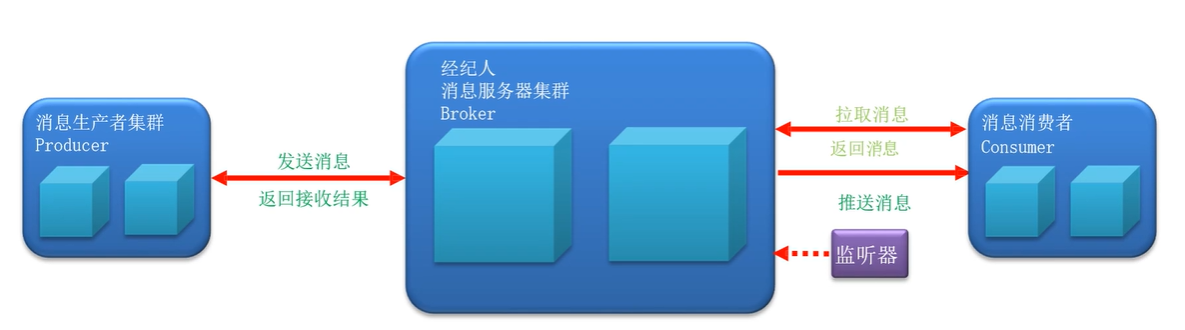 消息生产者集群
Producer
发送消息
返回接收结果
经纪人
消息服务器集群
Broker
拉取消息
返回消息
推送消息
监听器
消息消费者
Consumer